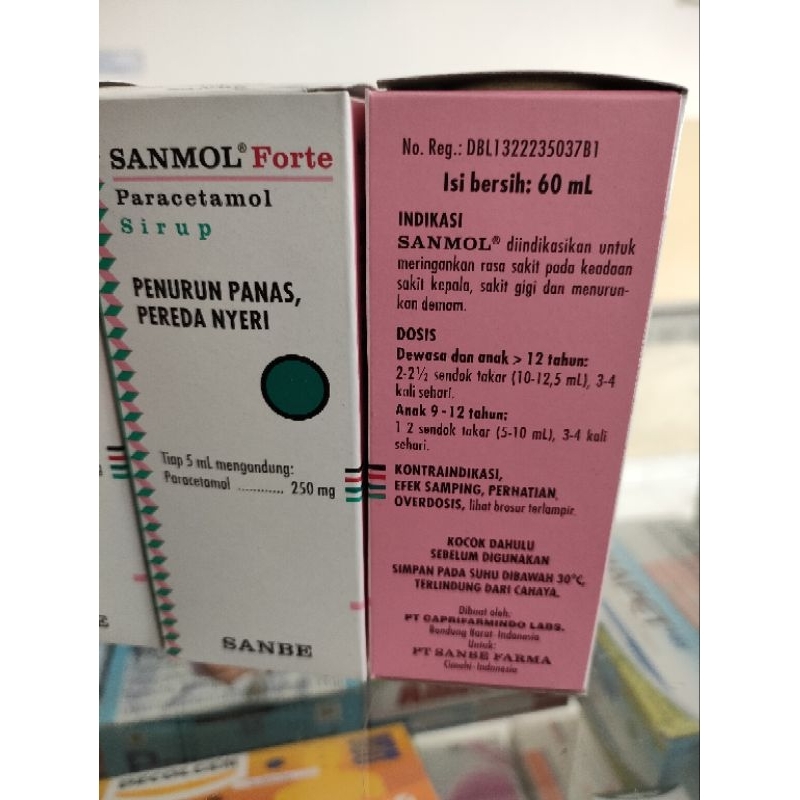 SANMOL® Forte
Paracetamol
Sirup
PENURUN PANAS,
PEREDA NYERI
Tiap 5 mL mengandung:
Paracetamol ............ 250 mg
SANBE
No. Reg.: DBL1322235037B1
Isi bersih: 60 mL
INDIKASI
SANMOL® diindikasikan untuk
meringankan rasa sakit pada keadaan
sakit kepala, sakit gigi dan menurun-
kan demam.
DOSIS
Dewasa dan anak > 12 tahun:
2-2½ sendok takar (10-12,5 mL), 3-4
kali sehari.
Anak 9-12 tahun:
1 2 sendok takar (5-10 mL), 3-4 kali
sehari.
KONTRAINDIKASI,
EFEK SAMPING, PERHATIAN,
OVERDOSIS, lihat brosur terlampir.
KOCOK DAHULU
SEBELUM DIGUNAKAN
SIMPAN PADA SUHU DIBAWAH 30°C,
TERLINDUNG DARI CAHAYA.
Dibuat oleh:
PT CAPRIFARMINDO LABS.
Bandung Barat-Indonesia
Untuk:
PT SANBE FARMA
Cimahi-Indonesia